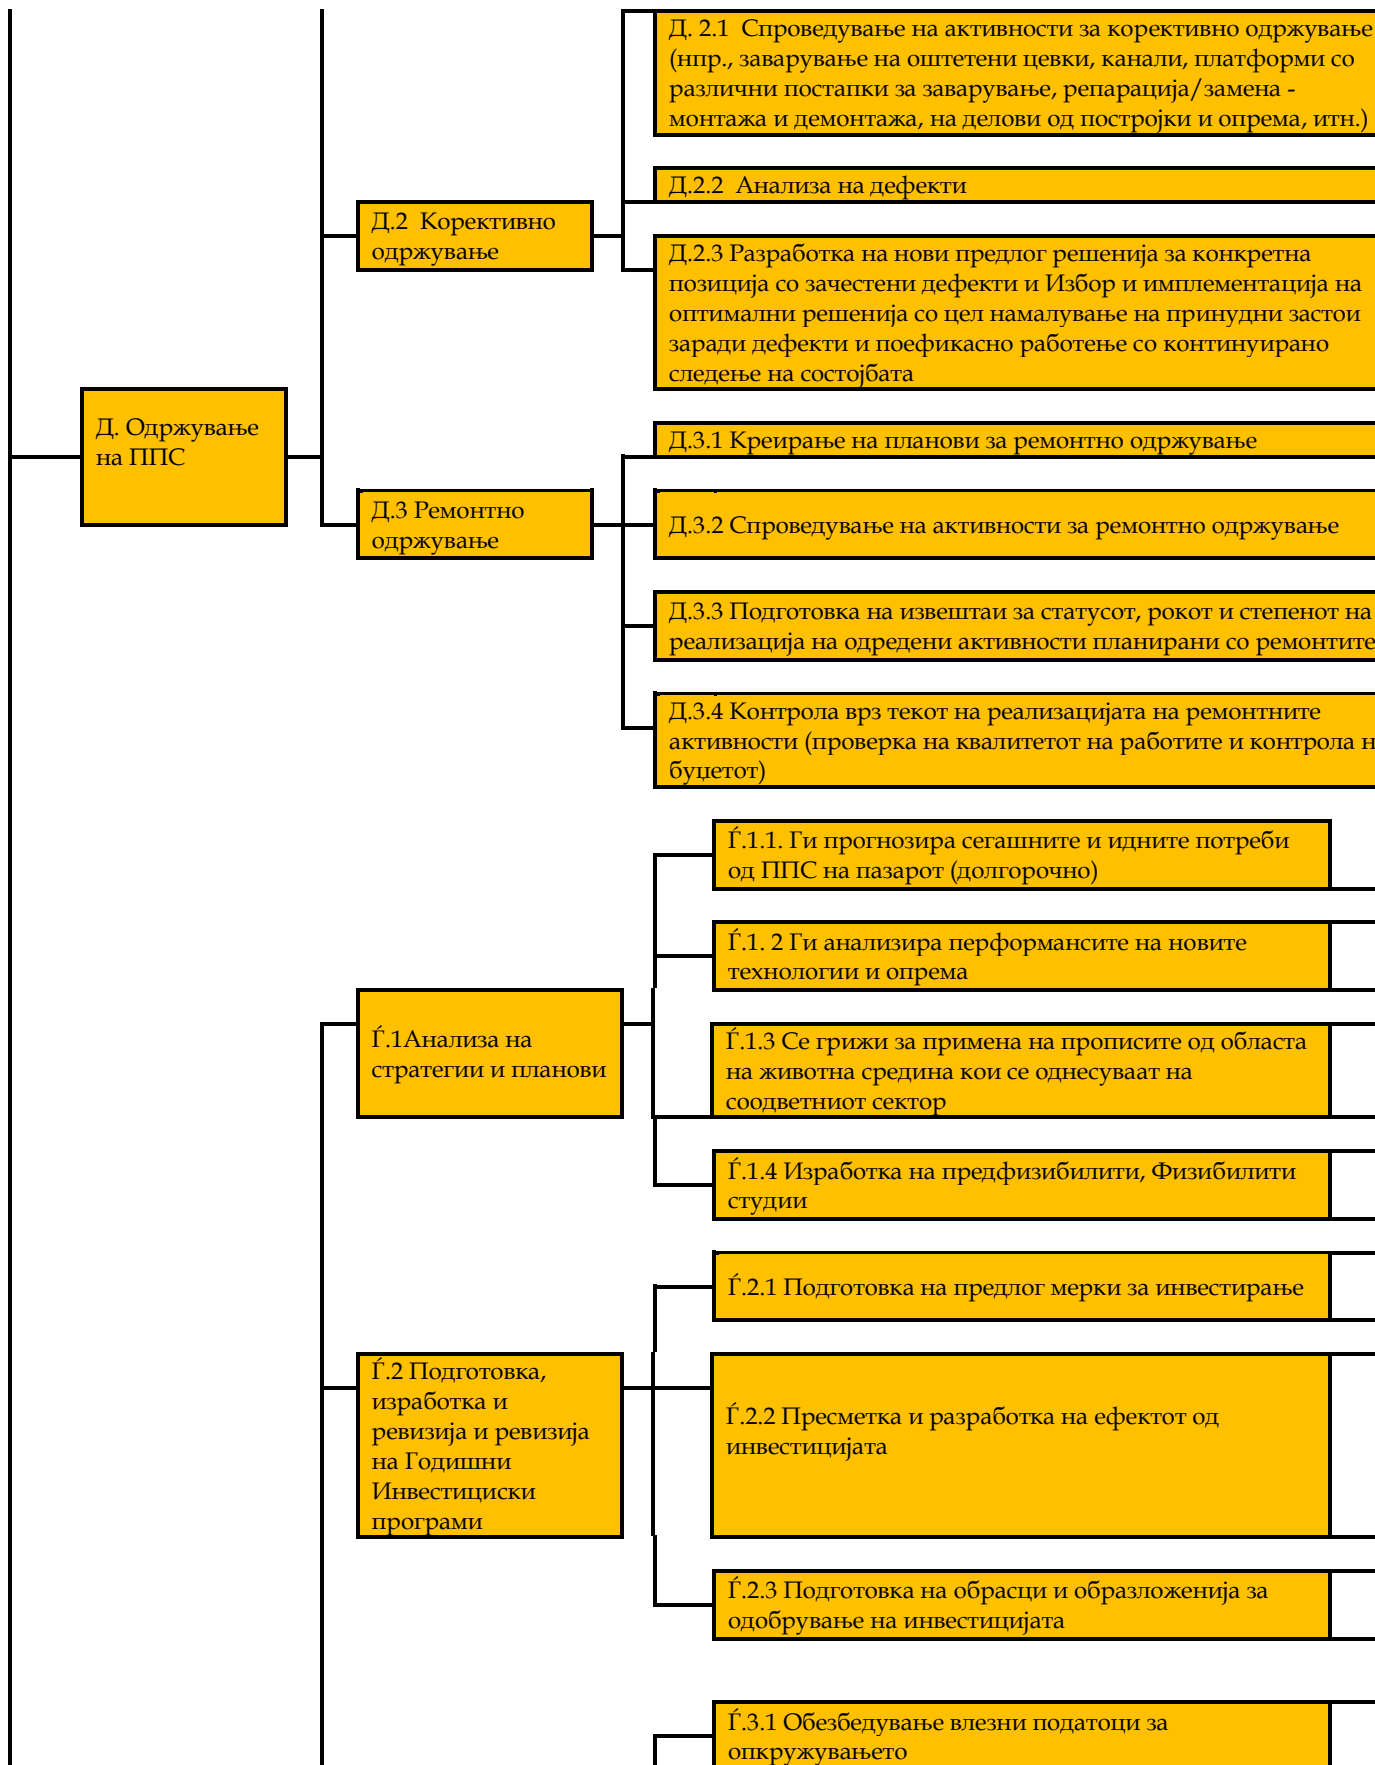 Д. 2.1  Спроведување на активности за корективно одржување
(нпр., заварување на оштетени цевки, канали, платформи со
различни постапки за заварување, репарација/замена -
монтажа и демонтажа, на делови од постројки и опрема, итн.)
Д.2.2  Анализа на дефекти
Д.2  Корективно
одржување
Д.2.3 Разработка на нови предлог решенија за конкретна
позиција со зачестени дефекти и Избор и имплементација на
оптимални решенија со цел намалување на принудни застои
заради дефекти и поефикасно работење со континуирано
следење на состојбата
Д. Одржување
на ППС
Д.3.1 Креирање на планови за ремонтно одржување
Д.3 Ремонтно
одржување
Д.3.2 Спроведување на активности за ремонтно одржување
Д.3.3 Подготовка на извештаи за статусот, рокот и степенот на
реализација на одредени активности планирани со ремонтите
Д.3.4 Контрола врз текот на реализацијата на ремонтните
активности (проверка на квалитетот на работите и контрола н
буџетот)
Ѓ.1.1. Ги прогнозира сегашните и идните потреби
од ППС на пазарот (долгорочно)
Ѓ.1. 2 Ги анализира перформансите на новите
технологии и опрема
Ѓ.1Анализа на
стратегии и планови
Ѓ.1.3 Се грижи за примена на прописите од областа
на животна средина кои се однесуваат на
соодветниот сектор
Ѓ.1.4 Изработка на предфизибилити, Физибилити
студии
Ѓ.2.1 Подготовка на предлог мерки за инвестирање
Ѓ.2 Подготовка,
изработка и
ревизија и ревизија
на Годишни
Инвестициски
програми
Ѓ.2.2 Пресметка и разработка на ефектот од
инвестицијата
Ѓ.2.3 Подготовка на обрасци и образложенија за
одобрување на инвестицијата
Ѓ.3.1 Обезбедување влезни податоци за
опкружувањето